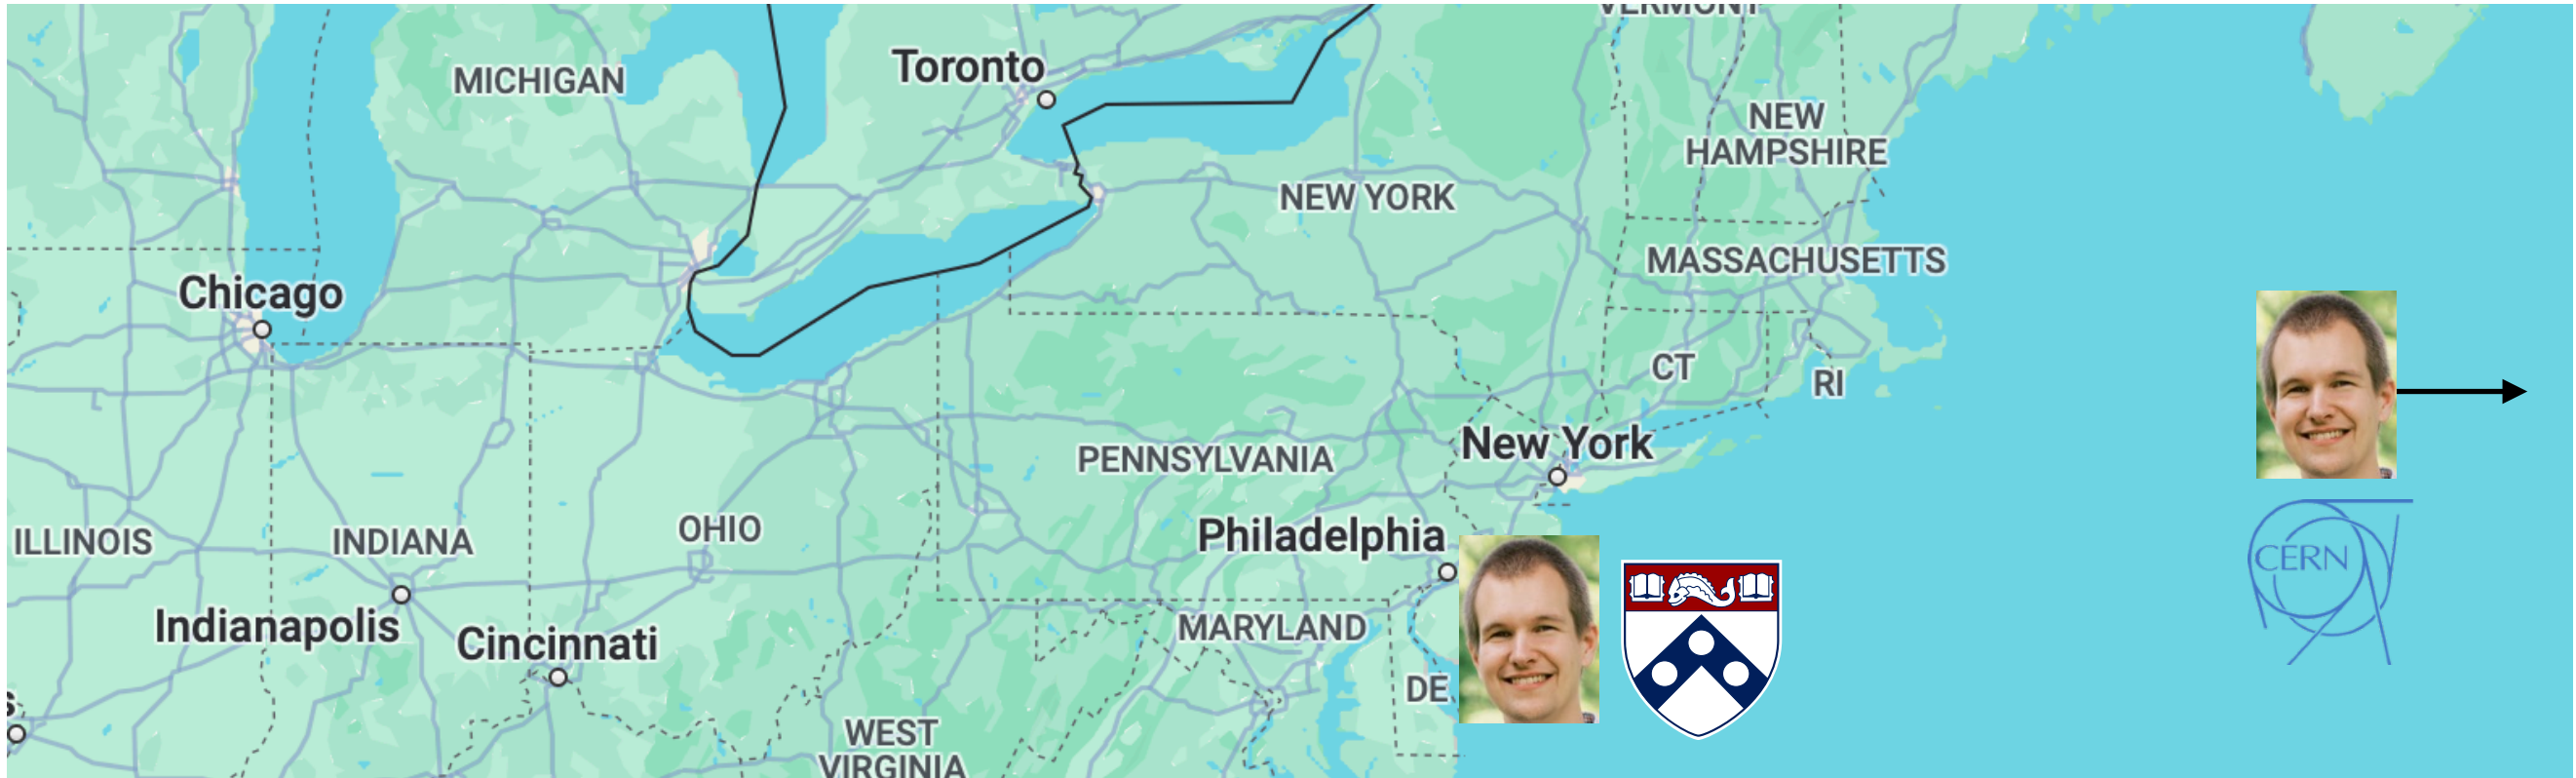 VERMONT
Toronto
MICHIGAN
NEW
HAMPSHIRE
NEW YORK
MASSACHUSETTS
Chicago
CT
RI
New York
PENNSYLVANIA
OHIO
Philadelphia
ILLINOIS
INDIANA
CERN
Indianapolis
Cincinnati
MARYLAND
DE
WEST
VIRGINIA